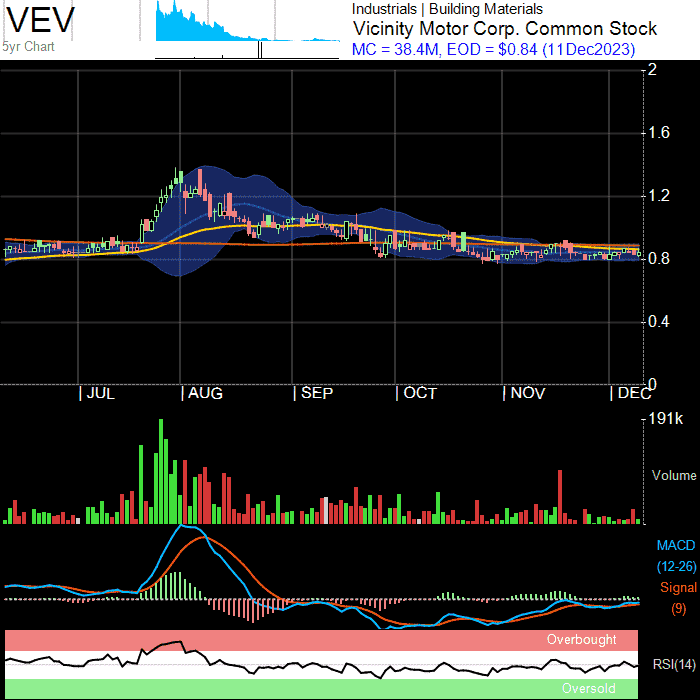 VEV
5yr Chart
Industrials | Building Materials
Vicinity Motor Corp. Common Stock
MC = 38.4M, EOD = $0.84 (11Dec2023)
2
1.6
1.2
0.8
0.4
0
| JUL | AUG | SEP | OCT | NOV | DEC
191k
Volume
MACD
(12-26)
Signal
(9)
Overbought
RSI(14)
Oversold